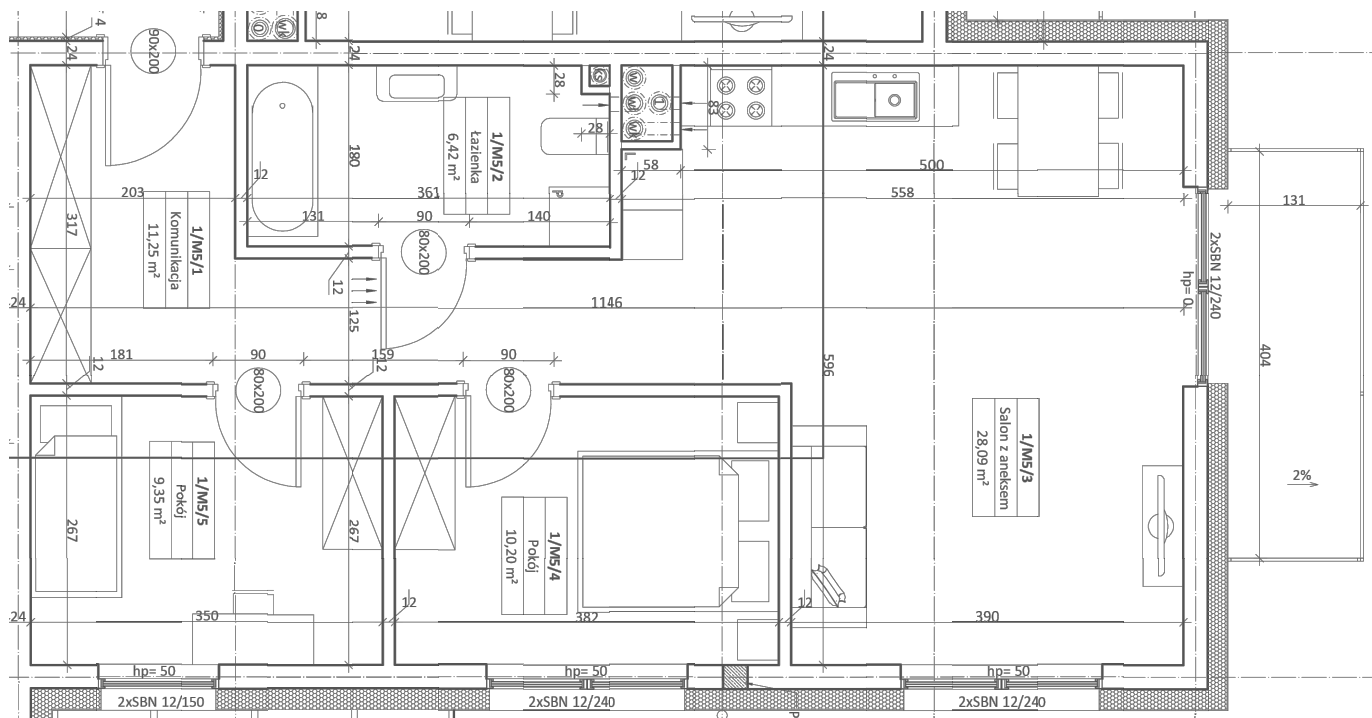 4
24
90x200
8
24
24
28
28
83
58
12
500
203
12
361
558
131
131
90
140
180
317
1/M5/1
Komunikacja
11,25 m²
1/M5/2
Łazienka
6,42 m²
P
80x200
12
125
24
1146
2xSBN 12/240
hp= 0
181
90
159
90
12
12
80x200
80x200
596
404
1/M5/3
Salon z aneksem
28,09 m²
2%
1/M5/5
Pokój
9,35 m²
267
267
1/M5/4
Pokój
10,20 m²
24
350
12
382
12
390
hp= 50
hp= 50
hp= 50
2xSBN 12/150
2xSBN 12/240
2xSBN 12/240